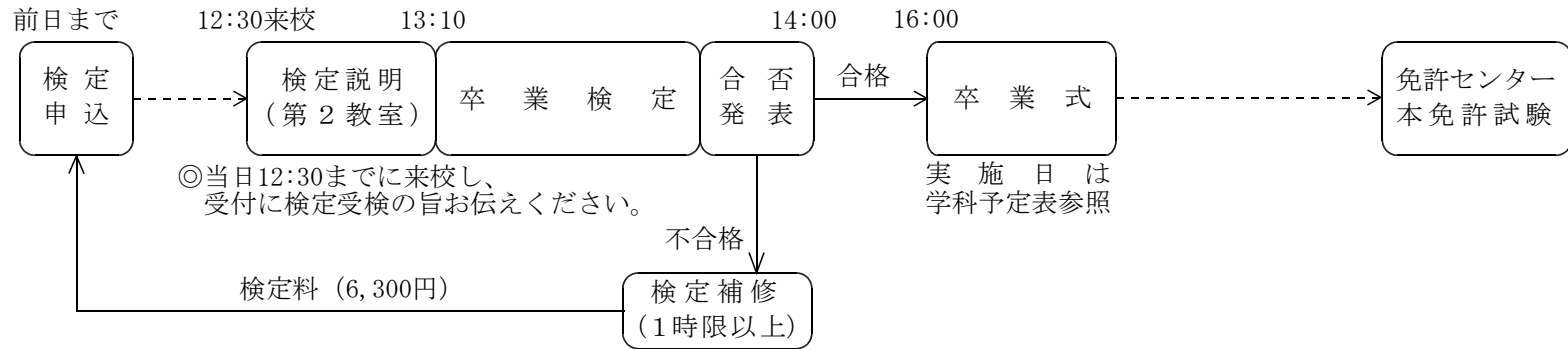 前日まで
12:30来校
13:10
14:00
16:00
検定
申込
検定説明
(第２教室)
卒業検定
合否
発表
合格
卒業式
免許センター
本免許試験
◎当日12:30までに来校し、
受付に検定受検の旨お伝えください。
実施日は
学科予定表参照
不合格
検定料 (6,300円)
検定補修
(１時限以上)